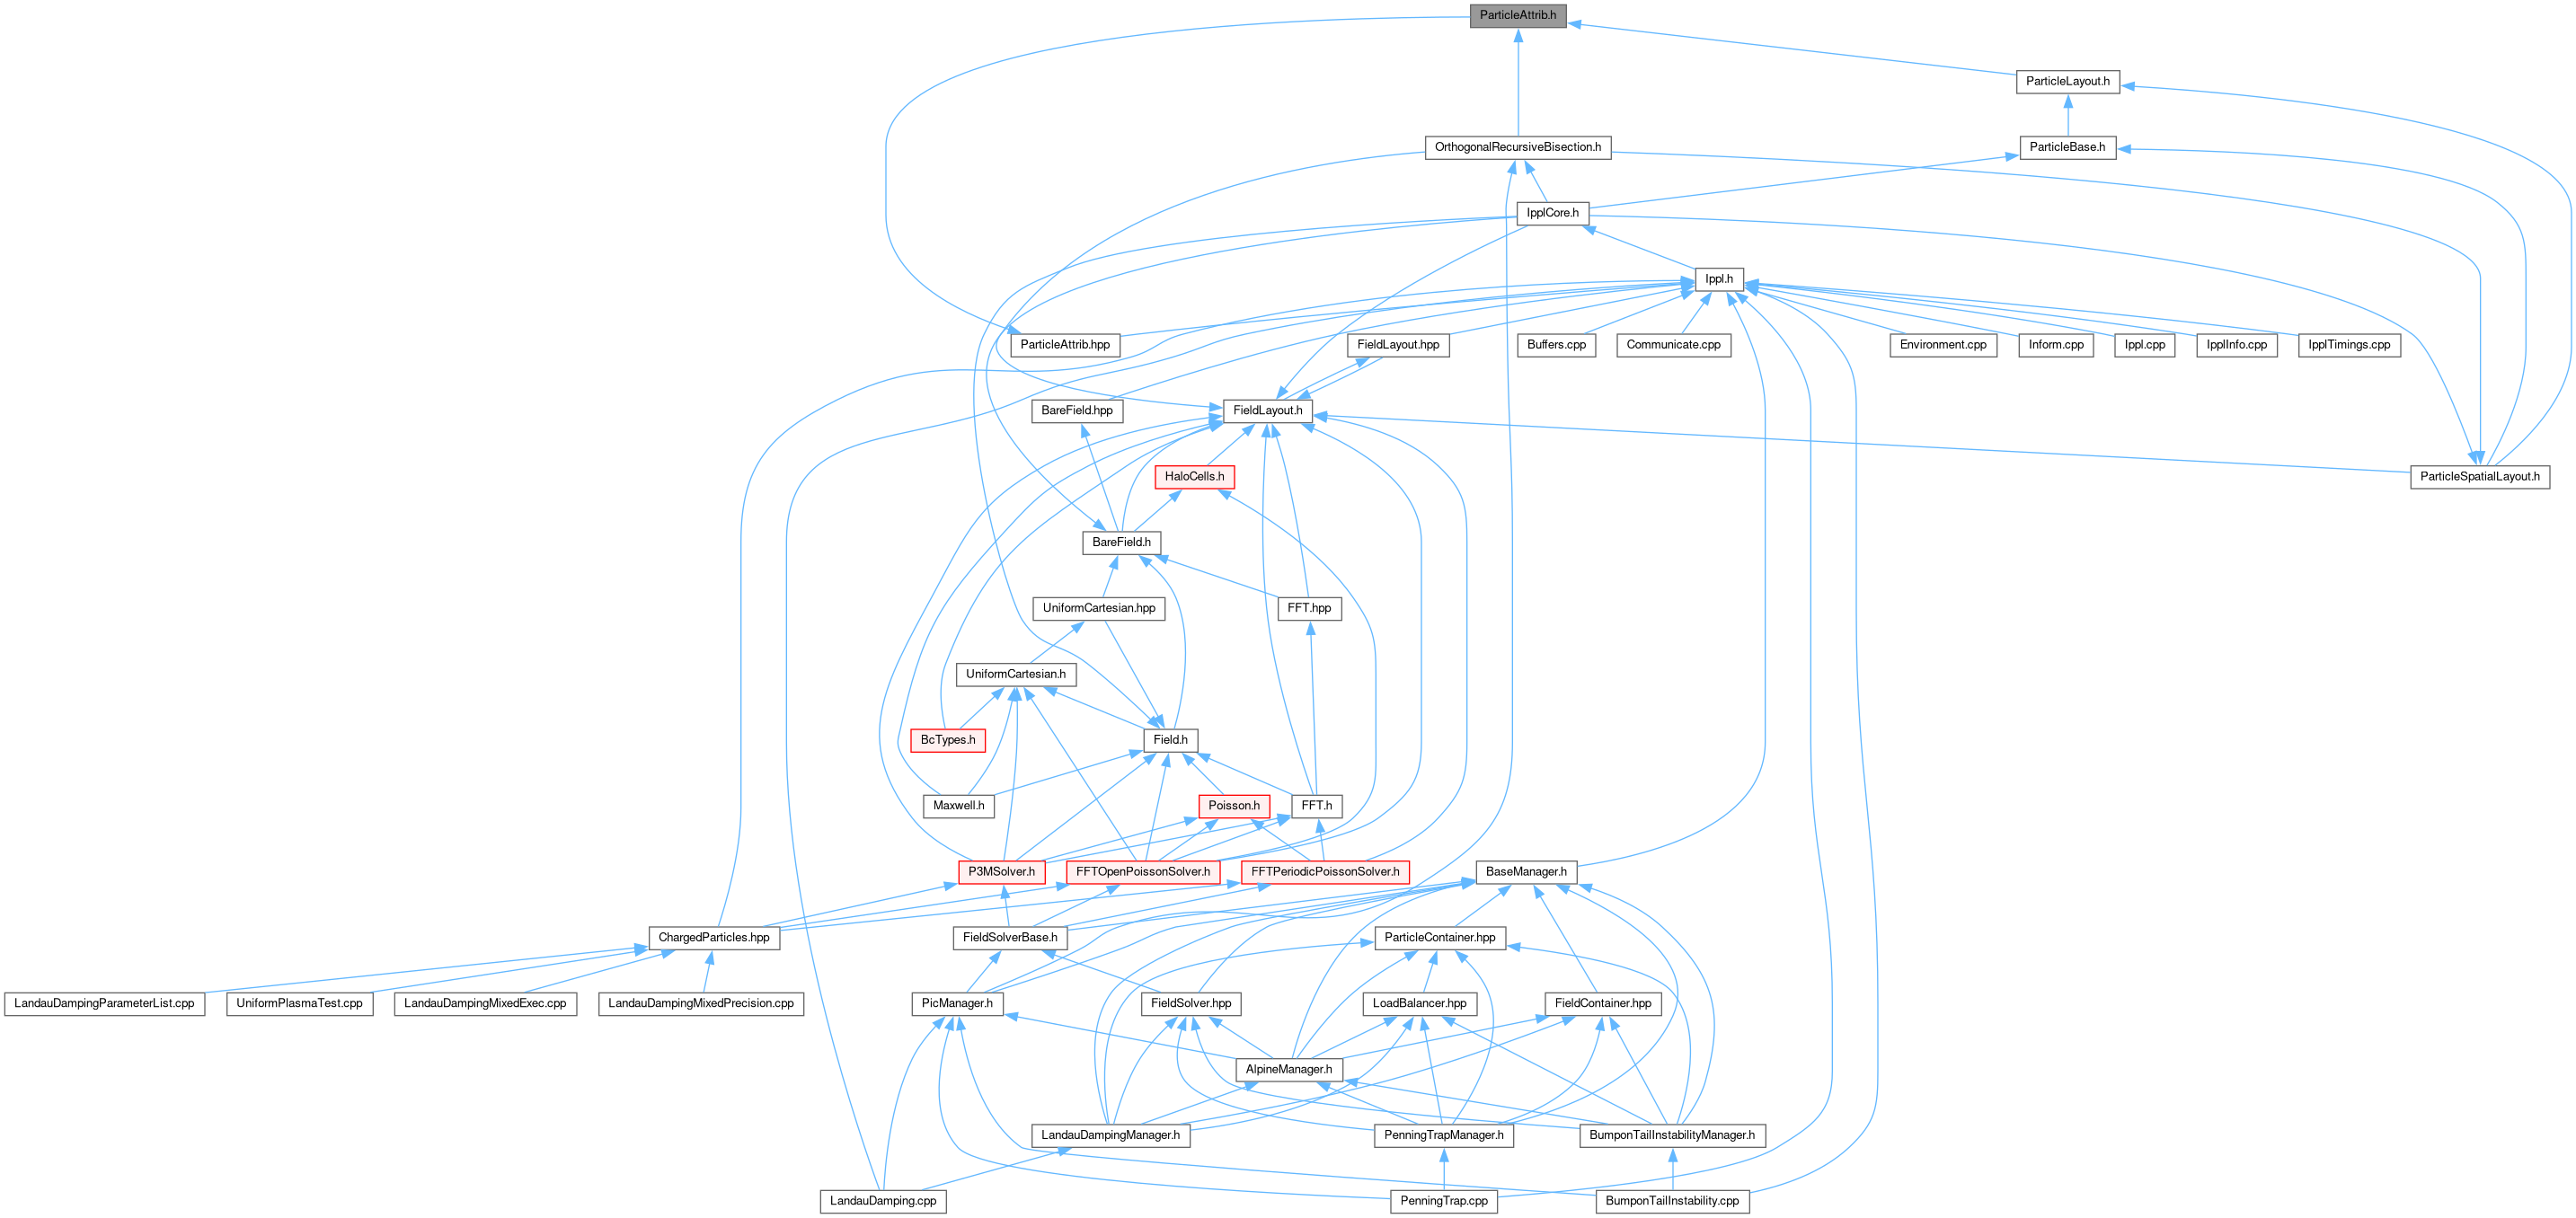 ParticleAttrib.h
ParticleLayout.h
OrthogonalRecursiveBisection.h
ParticleBase.h
IpplCore.h
Ippl.h
ParticleAttrib.hpp
FieldLayout.hpp
Buffers.cpp
Communicate.cpp
Environment.cpp
Inform.cpp
Ippl.cpp
IpplInfo.cpp
IpplTimings.cpp
BareField.hpp
FieldLayout.h
HaloCells.h
ParticleSpatialLayout.h
BareField.h
UniformCartesian.hpp
FFT.hpp
UniformCartesian.h
BcTypes.h
Field.h
Maxwell.h
Poisson.h
FFT.h
P3MSolver.h
FFTOpenPoissonSolver.h
FFTPeriodicPoissonSolver.h
BaseManager.h
ChargedParticles.hpp
FieldSolverBase.h
ParticleContainer.hpp
LandauDampingParameterList.cpp
UniformPlasmaTest.cpp
LandauDampingMixedExec.cpp
LandauDampingMixedPrecision.cpp
PicManager.h
FieldSolver.hpp
LoadBalancer.hpp
FieldContainer.hpp
AlpineManager.h
LandauDampingManager.h
PenningTrapManager.h
BumponTailInstabilityManager.h
LandauDamping.cpp
PenningTrap.cpp
BumponTailInstability.cpp